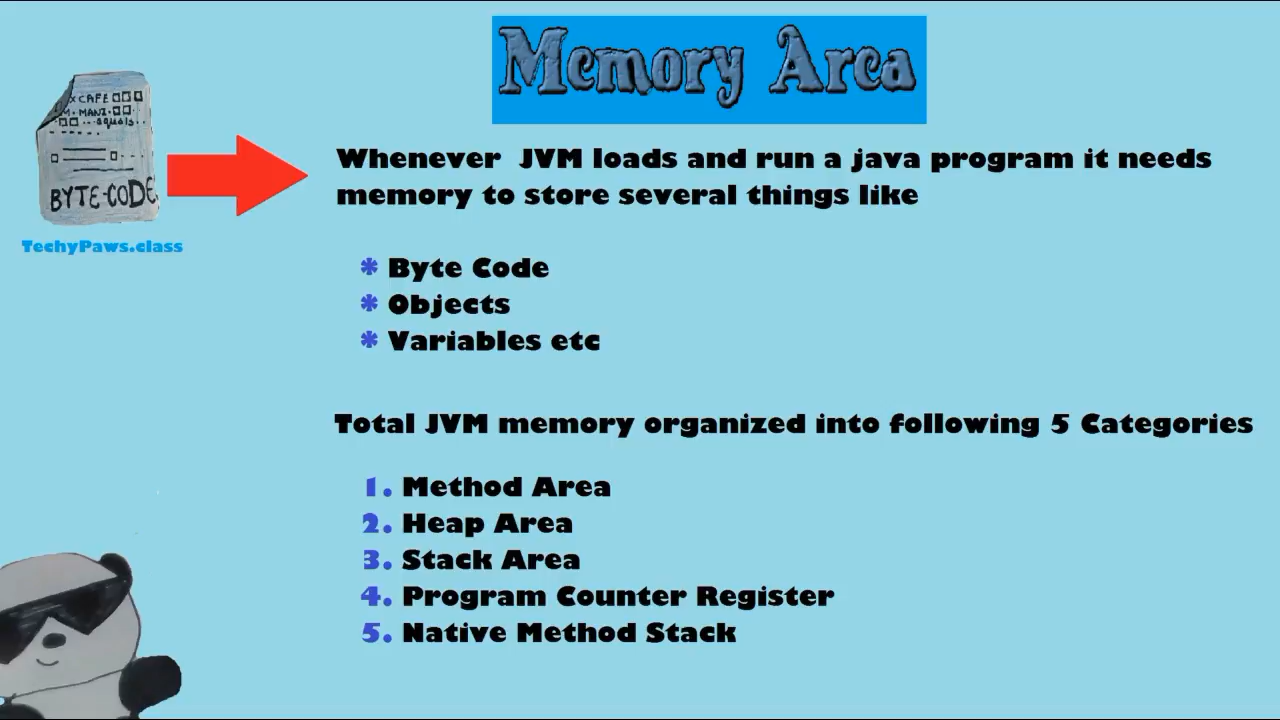 Memory Area
XCAFE
BYTE-CODE
TechyPaws.class
Whenever JVM loads and run a java program it needs
memory to store several things like
* Byte Code
* Objects
* Variables etc
Total JVM memory organized into following 5 Categories
1. Method Area
2. Heap Area
3. Stack Area
4. Program Counter Register
5. Native Method Stack